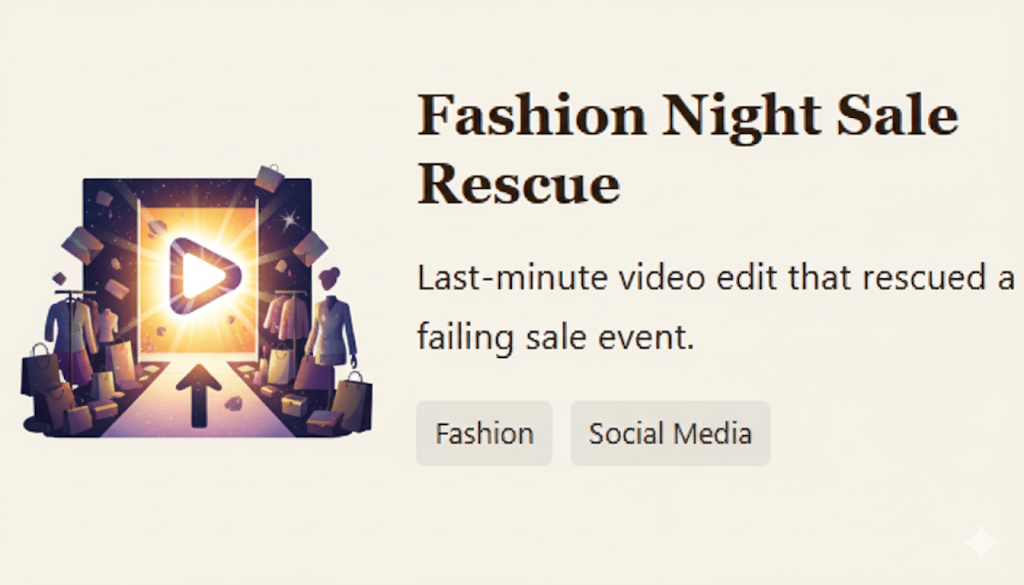 Fashion Night Sale
Rescue
Last-minute video edit that rescued a
failing sale event.
Fashion
Social Media